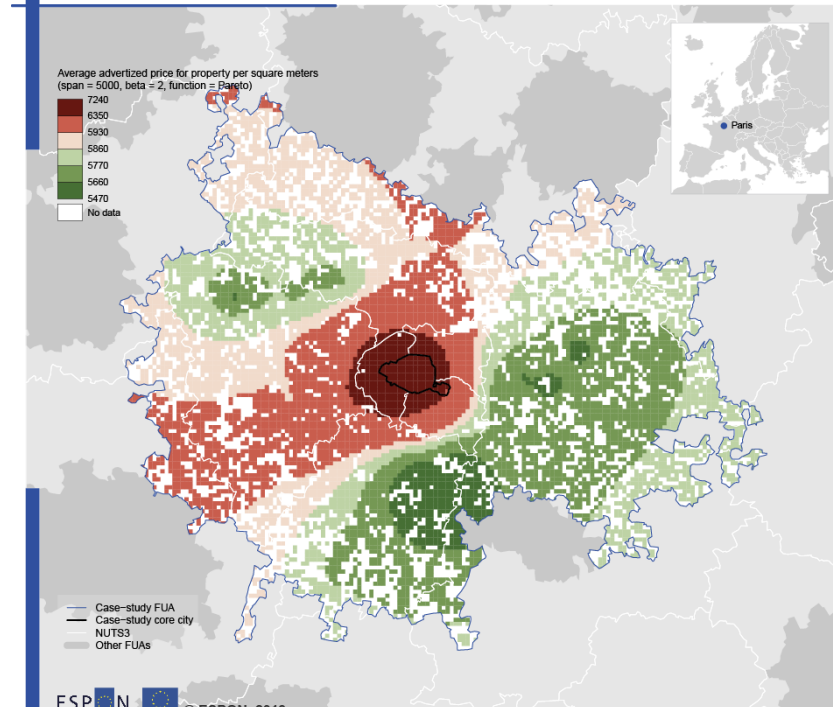 Average advertized price for property per square meters
(span = 5000, beta = 2, function = Pareto)
7240
6350
5930
5860
5770
5660
5470
No data
Paris
Case−study FUA
Case−study core city
NUTS3
Other FUAs
ESPON